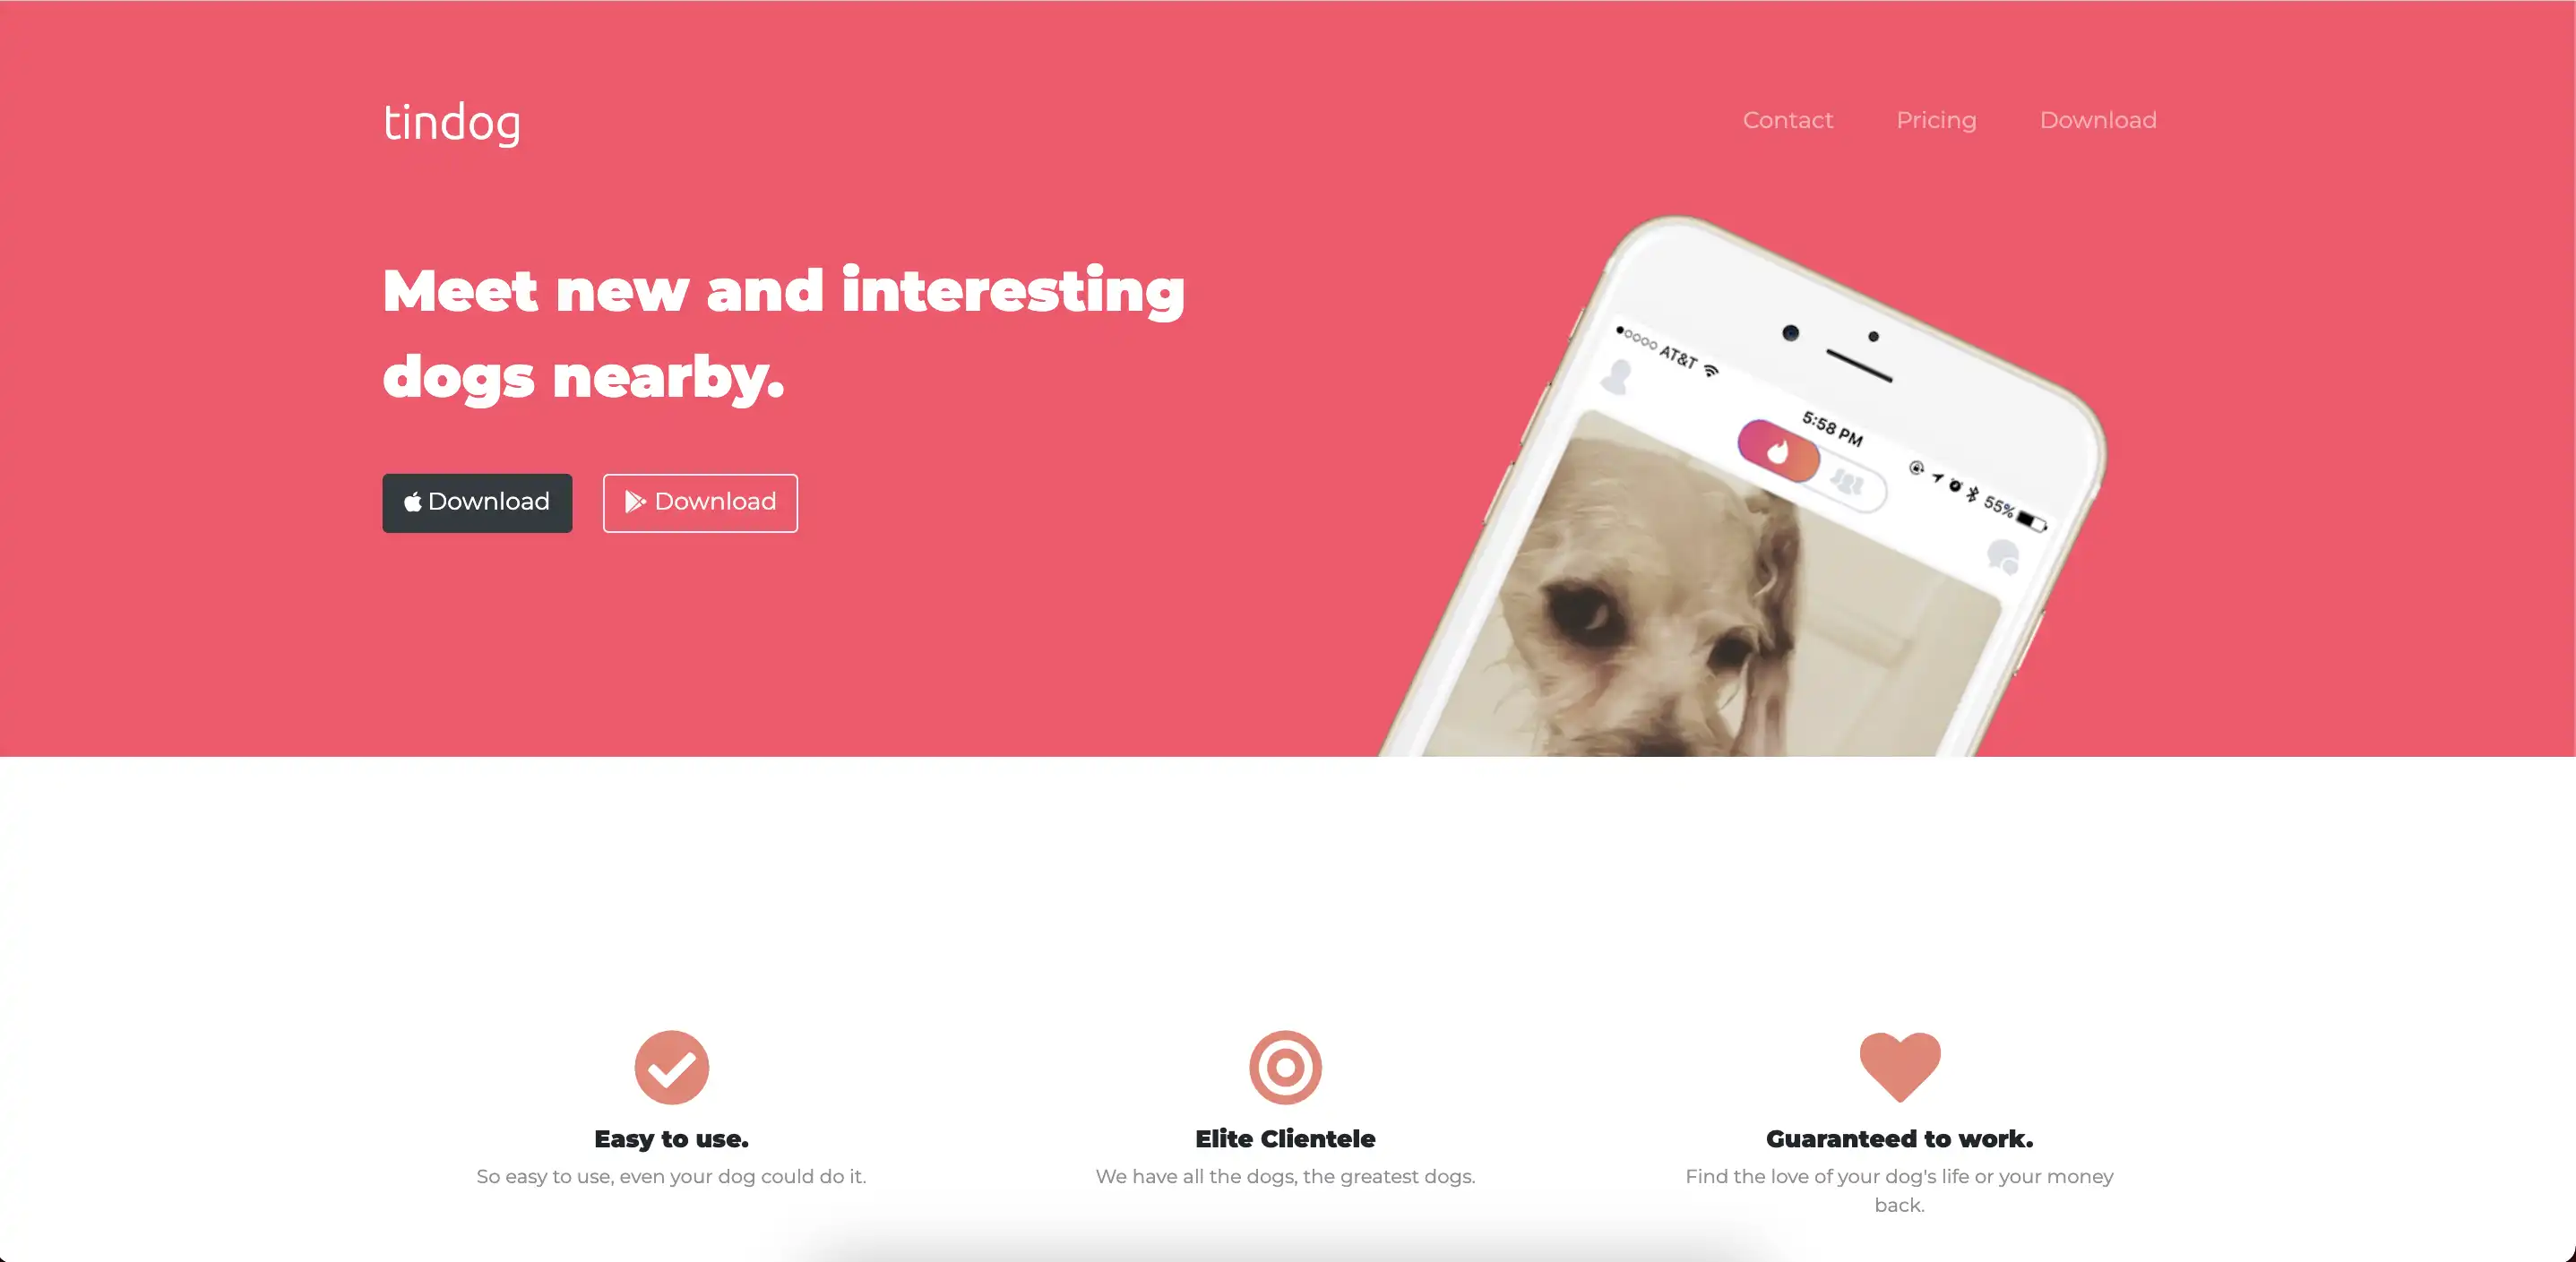 tindog
Contact Pricing Download
Meet new and interesting
dogs nearby.
Download Download
AT&T
5:58 PM
55%
Easy to use.
So easy to use, even your dog could do it.
Elite Clientele
We have all the dogs, the greatest dogs.
Guaranteed to work.
Find the love of your dog's life or your money
back.